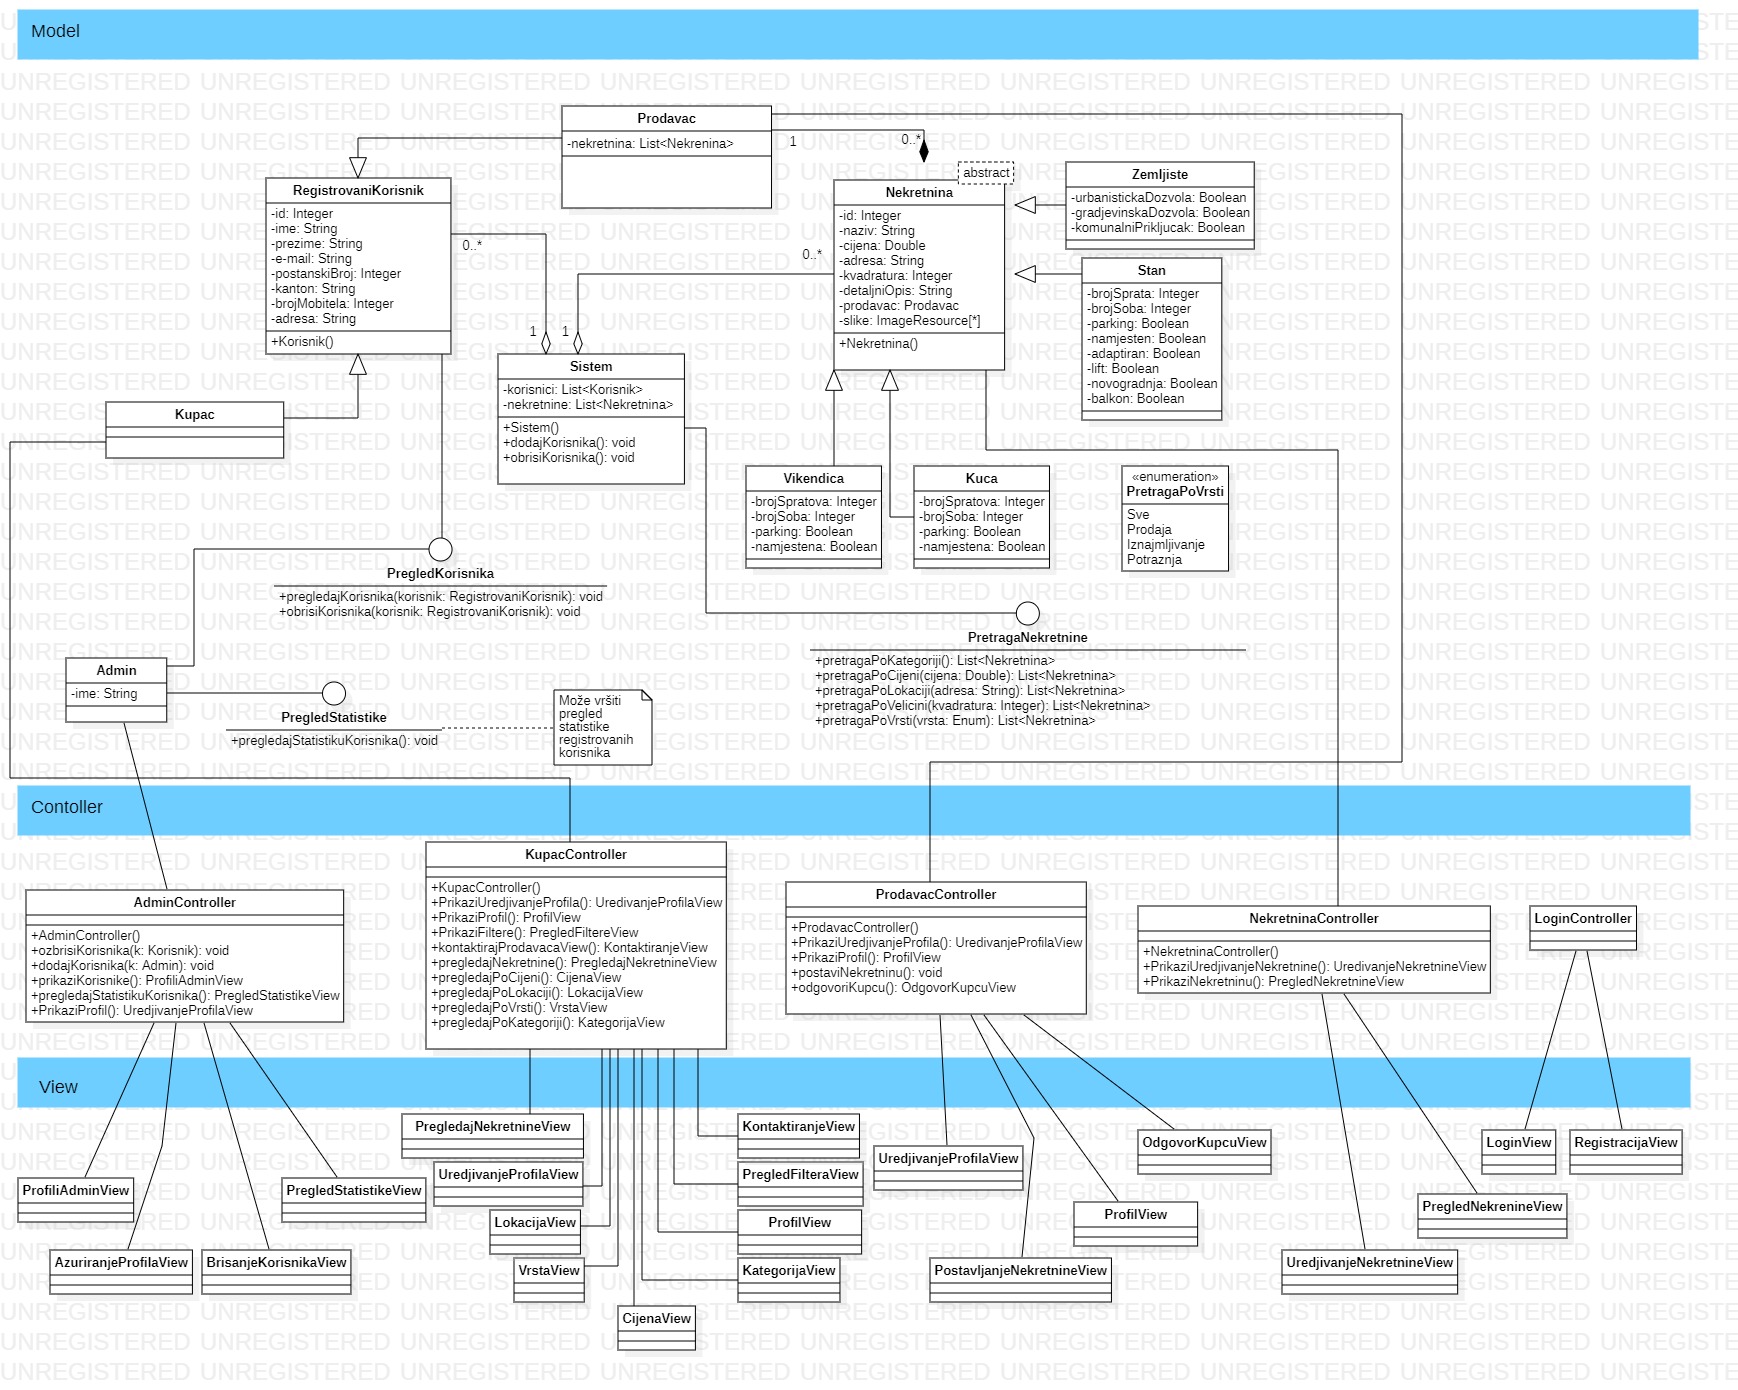 Model
Prodavac
-nekretnina: List<Nekrenina>
1
0..*
RegistrovaniKorisnik
-id: Integer
-ime: String
-prezime: String
-e-mail: String
-postanskiBroj: Integer
-kanton: String
-brojMobitela: Integer
-adresa: String
+Korisnik()
0..*
1
1
0..*
abstract
Nekretnina
-id: Integer
-naziv: String
-cijena: Double
-adresa: String
-kvadratura: Integer
-detaljniOpis: String
-prodavac: Prodavac
-slike: ImageResource[*]
+Nekretnina()
Zemljiste
-urbanistickaDozvola: Boolean
-gradjevinskaDozvola: Boolean
-komunalniPrikljucak: Boolean
Stan
-brojSprata: Integer
-brojSoba: Integer
-parking: Boolean
-namjesten: Boolean
-adaptiran: Boolean
-lift: Boolean
-novogradnja: Boolean
-balkon: Boolean
Sistem
-korisnici: List<Korisnik>
-nekretnine: List<Nekretnina>
+Sistem()
+dodajKorisnika(): void
+obrisiKorisnika(): void
Kupac
Vikendica
-brojSpratova: Integer
-brojSoba: Integer
-parking: Boolean
-namjestena: Boolean
Kuca
-brojSpratova: Integer
-brojSoba: Integer
-parking: Boolean
-namjestena: Boolean
«enumeration»
PretragaPoVrsti
Sve
Prodaja
Iznajmljivanje
Potraznja
PregledKorisnika
+pregledajKorisnika(korisnik: RegistrovaniKorisnik): void
+obrisiKorisnika(korisnik: RegistrovaniKorisnik): void
PretragaNekretnine
+pretragaPoKategoriji(): List<Nekretnina>
+pretragaPoCijeni(cijena: Double): List<Nekretnina>
+pretragaPoLokaciji(adresa: String): List<Nekretnina>
+pretragaPoVelicini(kvadratura: Integer): List<Nekretnina>
+pretragaPoVrsti(vrsta: Enum): List<Nekretnina>
Admin
-ime: String
PregledStatistike
+pregledajStatistikuKorisnika(): void
Može vršiti
pregled
statistike
registrovanih
korisnika
Contoller
AdminController
+AdminController()
+ozbrisiKorisnika(k: Korisnik): void
+dodajKorisnika(k: Admin): void
+prikaziKorisnike(): ProfiliAdminView
+pregledajStatistikuKorisnika(): PregledStatistikeView
+PrikaziProfil(): UredjivanjeProfilaView
KupacController
+KupacController()
+PrikaziUredjivanjeProfila(): UredivanjeProfilaView
+PrikaziProfil(): ProfilView
+PrikaziFiltere(): PregledFiltereView
+kontaktirajProdavacaView(): KontaktiranjeView
+pregledajNekretnine(): PregledajNekretnineView
+pregledajPoCijeni(): CijenaView
+pregledajPoLokaciji(): LokacijaView
+pregledajPoVrsti(): VrstaView
+pregledajPoKategoriji(): KategorijaView
ProdavacController
+ProdavacController()
+PrikaziUredjivanjeProfila(): UredivanjeProfilaView
+PrikaziProfil(): ProfilView
+postaviNekretninu(): void
+odgovoriKupcu(): OdgovorKupcuView
NekretninaController
+NekretninaController()
+PrikaziUredjivanjeNekretnine(): UredivanjeNekretnineView
+PrikaziNekretninu(): PregledNekretnineView
LoginController
View
ProfiliAdminView
AzuriranjeProfilaView
BrisanjeKorisnikaView
PregledStatistikeView
PregledajNekretnineView
UredjivanjeProfilaView
LokacijaView
VrstaView
CijenaView
KontaktiranjeView
PregledFilteraView
ProfilView
KategorijaView
UredjivanjeProfilaView
PostavljanjeNekretnineView
ProfilView
OdgovorKupcuView
UredjivanjeNekretnineView
PregledNekrenineView
LoginView
RegistracijaView
UNREGISTERED